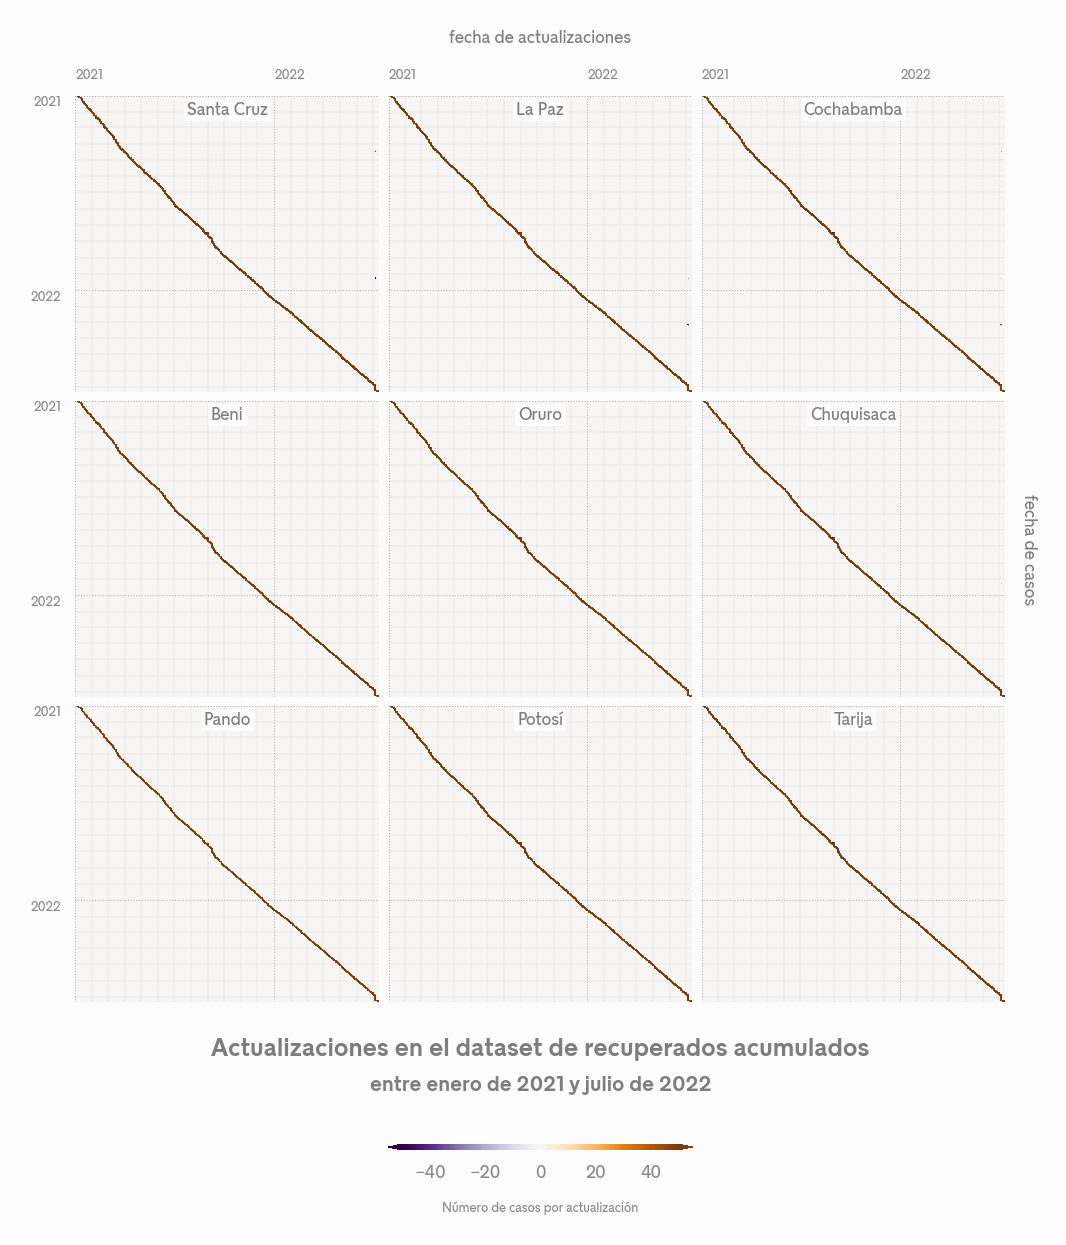 fecha de actualizaciones
2021 2022 2021 2022 2021 2022
2021
Santa Cruz La Paz Cochabamba
2022
2021
Beni Oruro Chuquisaca
fecha de casos
2022
2021
Pando Potosí Tarija
2022
Actualizaciones en el dataset de recuperados acumulados
entre enero de 2021 y julio de 2022
−40 −20 0 20 40
Número de casos por actualización